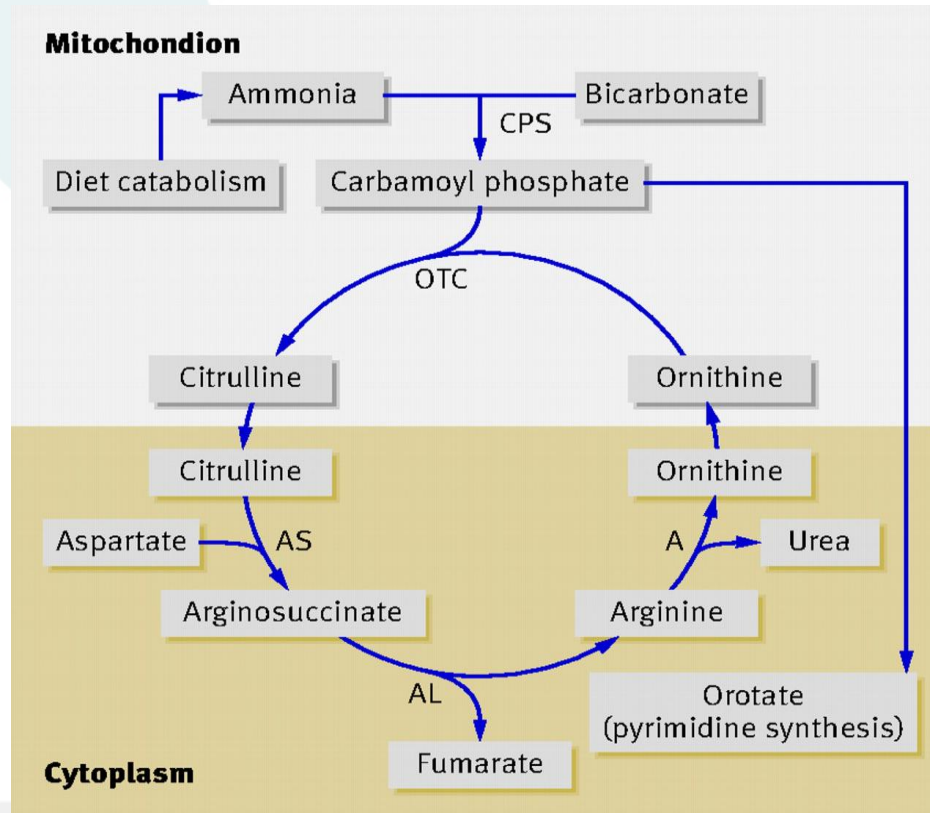 Mitochondion
Ammonia
Bicarbonate
CPS
Diet catabolism
Carbamoyl phosphate
OTC
Citrulline
Ornithine
Citrulline
Ornithine
Aspartate
AS
A
Urea
Arginosuccinate
Arginine
AL
Orotate
(pyrimidine synthesis)
Fumarate
Cytoplasm